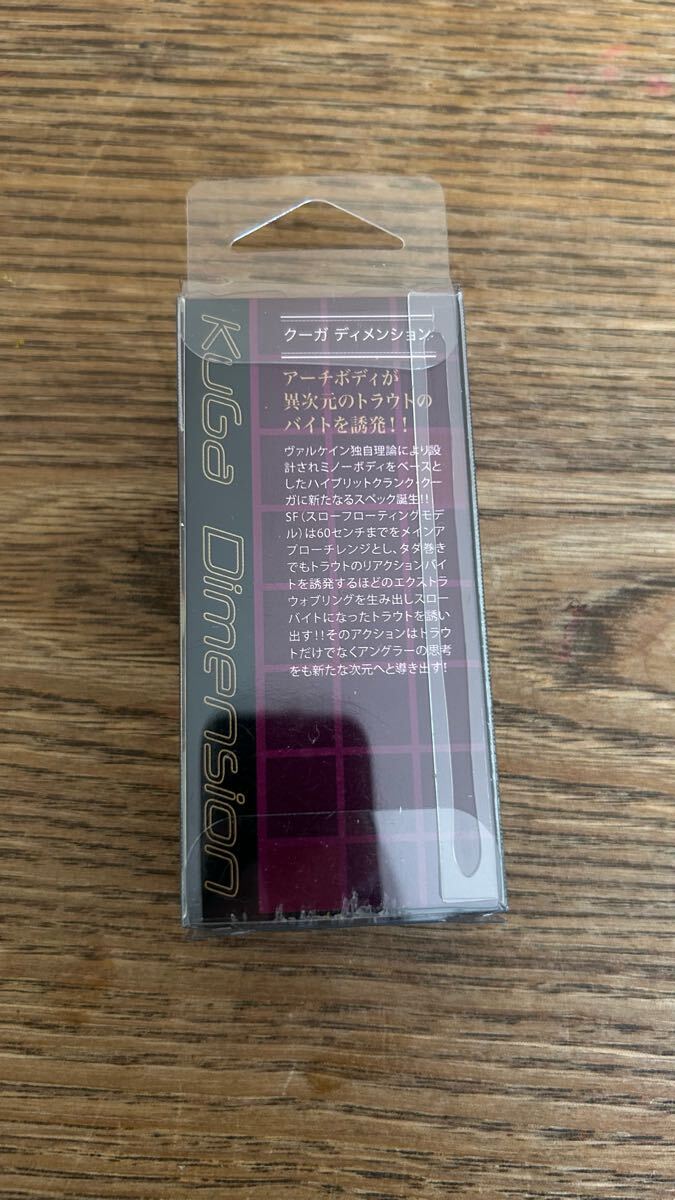 クーガ ディメンション
アーチボディが
異次元のトラウトの
バイトを誘発!!
ヴァルケイン独自理論により設
計されミノーボディをベースと
したハイブリットクランク・クー
ガに新たなるスペック誕生!!
SF(スローフローティングモデ
ル)は60センチまでをメインア
プローチレンジとし、タダ巻き
でもトラウトのリアクションバイ
トを誘発するほどのエクストラ
ウォブリングを生み出しスロー
バイトになったトラウトを誘い
出す!!そのアクションはトラウ
トだけでなくアングラーの思考
をも新たな次元へと導き出す!
KUGa Dimension